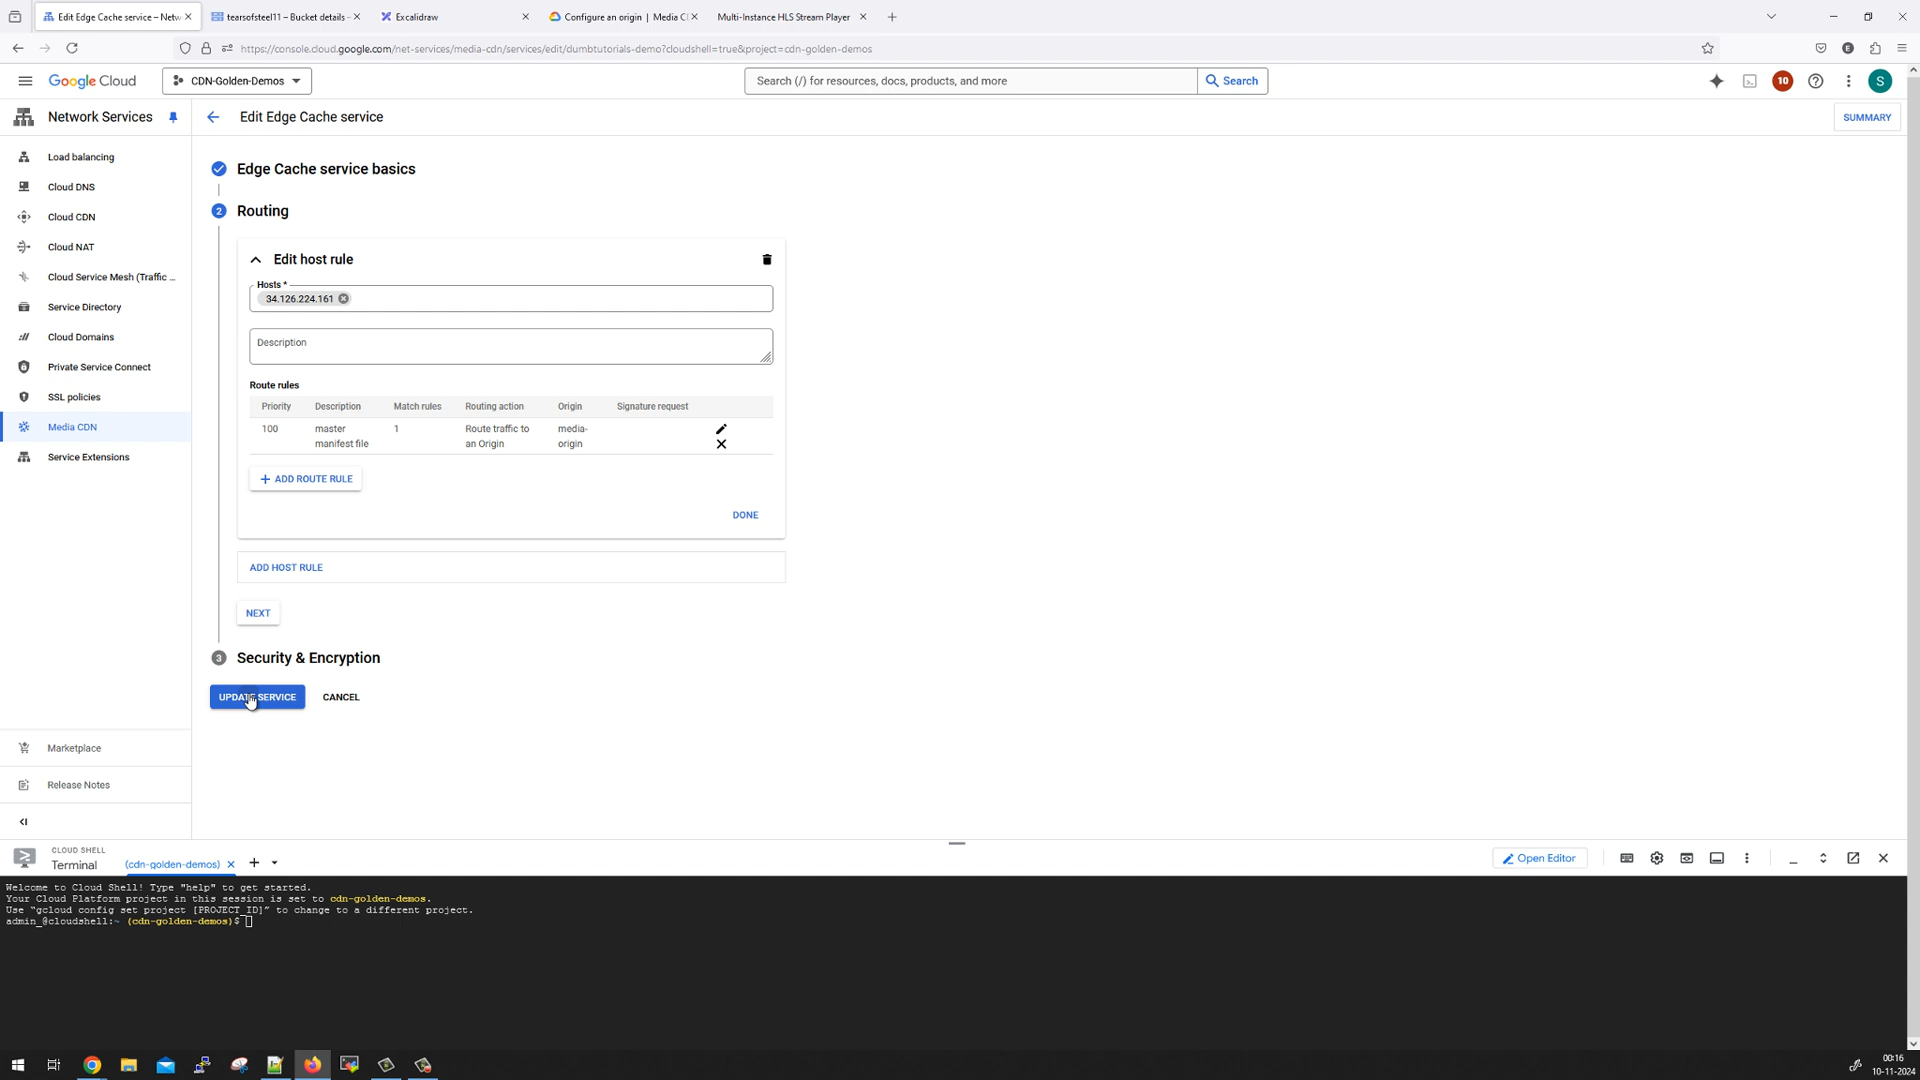 Edit Edge Cache service – Netw
tearsofsteel11 – Bucket details -
Excalidraw
Configure an origin | Media C
Multi-Instance HLS Stream Player
https://console.cloud.google.com/net-services/media-cdn/services/edit/dumbtutorials-demo?cloudshell=true&project=cdn-golden-demos
Google Cloud
CDN-Golden-Demos
Search (/) for resources, docs, products, and more
Search
10
S
Network Services
Edit Edge Cache service
SUMMARY
Load balancing
Cloud DNS
Cloud CDN
Cloud NAT
Cloud Service Mesh (Traffic ...
Service Directory
Cloud Domains
Private Service Connect
SSL policies
Media CDN
Service Extensions
Marketplace
Release Notes
Edge Cache service basics
2 Routing
Edit host rule
Hosts *
34.126.224.161
Description
Route rules
Priority Description Match rules Routing action Origin Signature request
100 master 1 Route traffic to media-
manifest file an Origin origin
+ ADD ROUTE RULE
DONE
ADD HOST RULE
NEXT
3 Security & Encryption
UPDATE SERVICE CANCEL
CLOUD SHELL
Terminal
(cdn-golden-demos)
Open Editor
Welcome to Cloud Shell! Type "help" to get started.
Your Cloud Platform project in this session is set to cdn-golden-demos.
Use "gcloud config set project [PROJECT_ID]" to change to a different project.
admin_@cloudshell:~ (cdn-golden-demos)$
00:16
10-11-2024